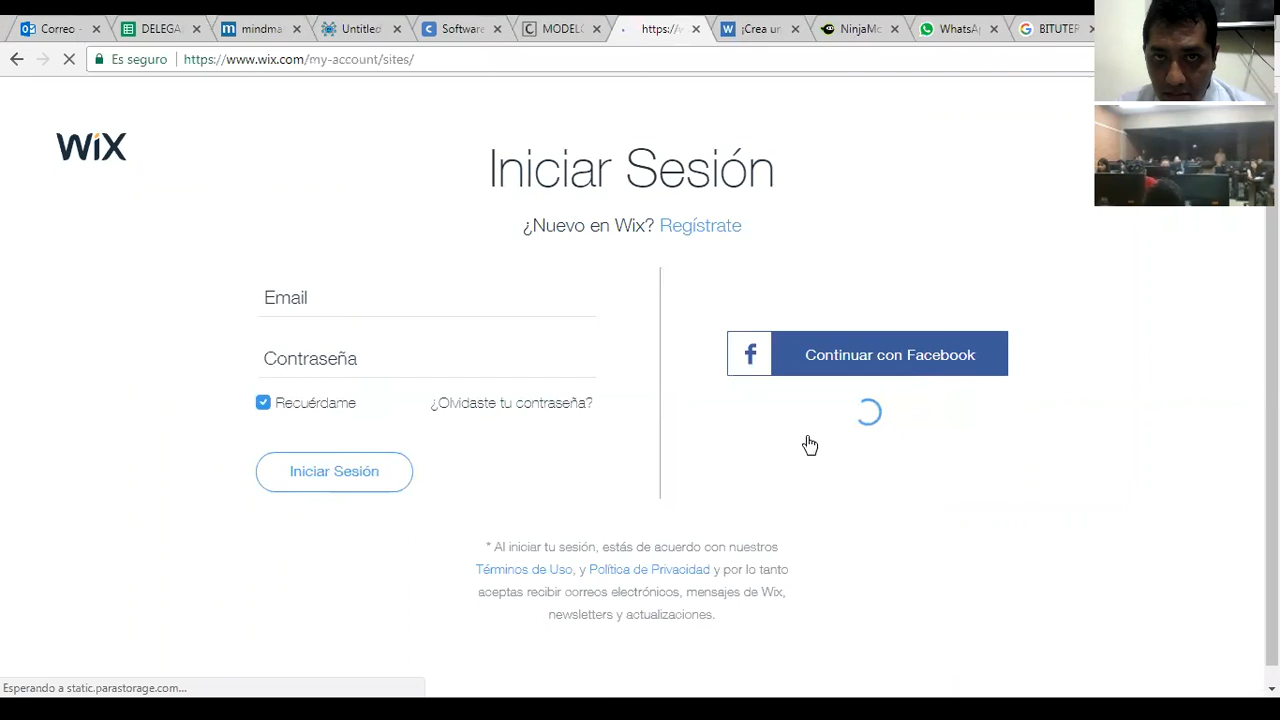 Correo -
DELEGA
mindma
Untitled
Software
MODELO
https://
¡Crea un
NinjaMo
WhatsAp
BITUTER
Es seguro
https://www.wix.com/my-account/sites/
WiX
Iniciar Sesión
¿Nuevo en Wix? Regístrate
Email
Contraseña
Recuérdame
¿Olvidaste tu contraseña?
Iniciar Sesión
f Continuar con Facebook
* Al iniciar tu sesión, estás de acuerdo con nuestros
Términos de Uso, y Política de Privacidad y por lo tanto
aceptas recibir correos electrónicos, mensajes de Wix,
newsletters y actualizaciones.
Esperando a static.parastorage.com...